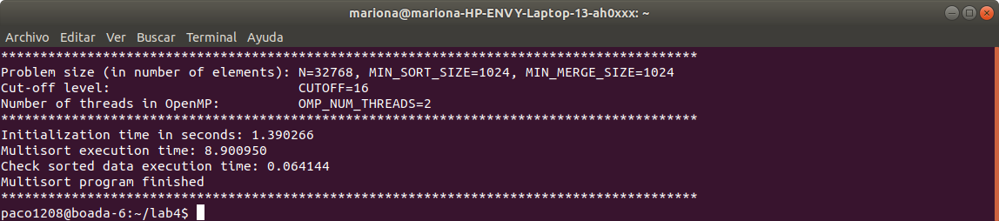 mariona@mariona-HP-ENVY-Laptop-13-ah0xxx: ~
Archivo Editar Ver Buscar Terminal Ayuda
*****************************************************************************************
Problem size (in number of elements): N=32768, MIN_SORT_SIZE=1024, MIN_MERGE_SIZE=1024
Cut-off level:                        CUTOFF=16
Number of threads in OpenMP:          OMP_NUM_THREADS=2
*****************************************************************************************
Initialization time in seconds: 1.390266
Multisort execution time: 8.900950
Check sorted data execution time: 0.064144
Multisort program finished
*****************************************************************************************
paco1208@boada-6:~/lab4$